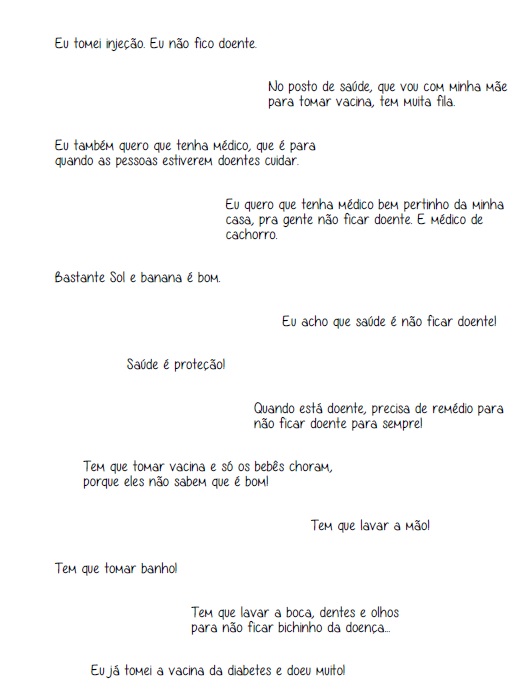 Eu tomei injeção. Eu não fico doente.
No posto de saúde, que vou com minha mãe
para tomar vacina, tem muita fila.
Eu também quero que tenha médico, que é para
quando as pessoas estiverem doentes cuidar.
Eu quero que tenha médico bem pertinho da minha
casa, pra gente não ficar doente. E médico de
cachorro.
Bastante Sol e banana é bom.
Eu acho que saúde é não ficar doente!
Saúde é proteção!
Quando está doente, precisa de remédio para
não ficar doente para sempre!
Tem que tomar vacina e só os bebês choram,
porque eles não sabem que é bom!
Tem que lavar a mão!
Tem que tomar banho!
Tem que lavar a boca, dentes e olhos
para não ficar bichinho da doença...
Eu já tomei a vacina da diabetes e doeu muito!